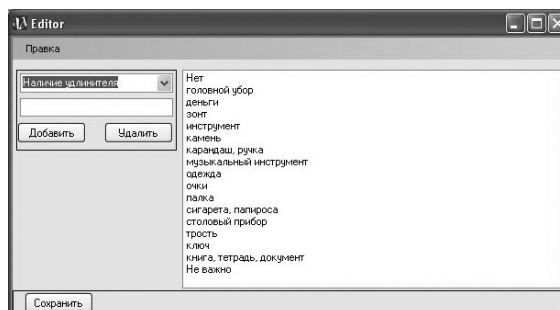 Editor
Правка
Наличие удлинителя
Добавить
Удалить
Нет
головной убор
деньги
зонт
инструмент
камень
карандаш, ручка
музыкальный инструмент
одежда
очки
палка
сигарета, папироса
столовый прибор
трость
ключ
книга, тетрадь, документ
Не важно
Сохранить